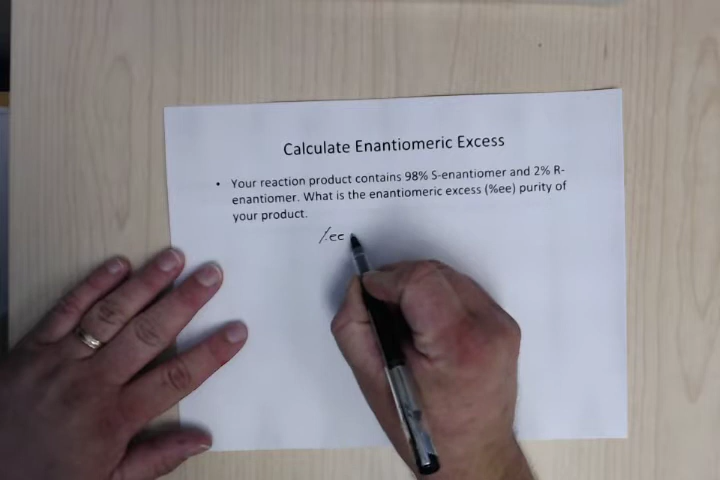 Calculate Enantiomeric Excess
• Your reaction product contains 98% S-enantiomer and 2% R-
enantiomer. What is the enantiomeric excess (%ee) purity of
your product.
%ee